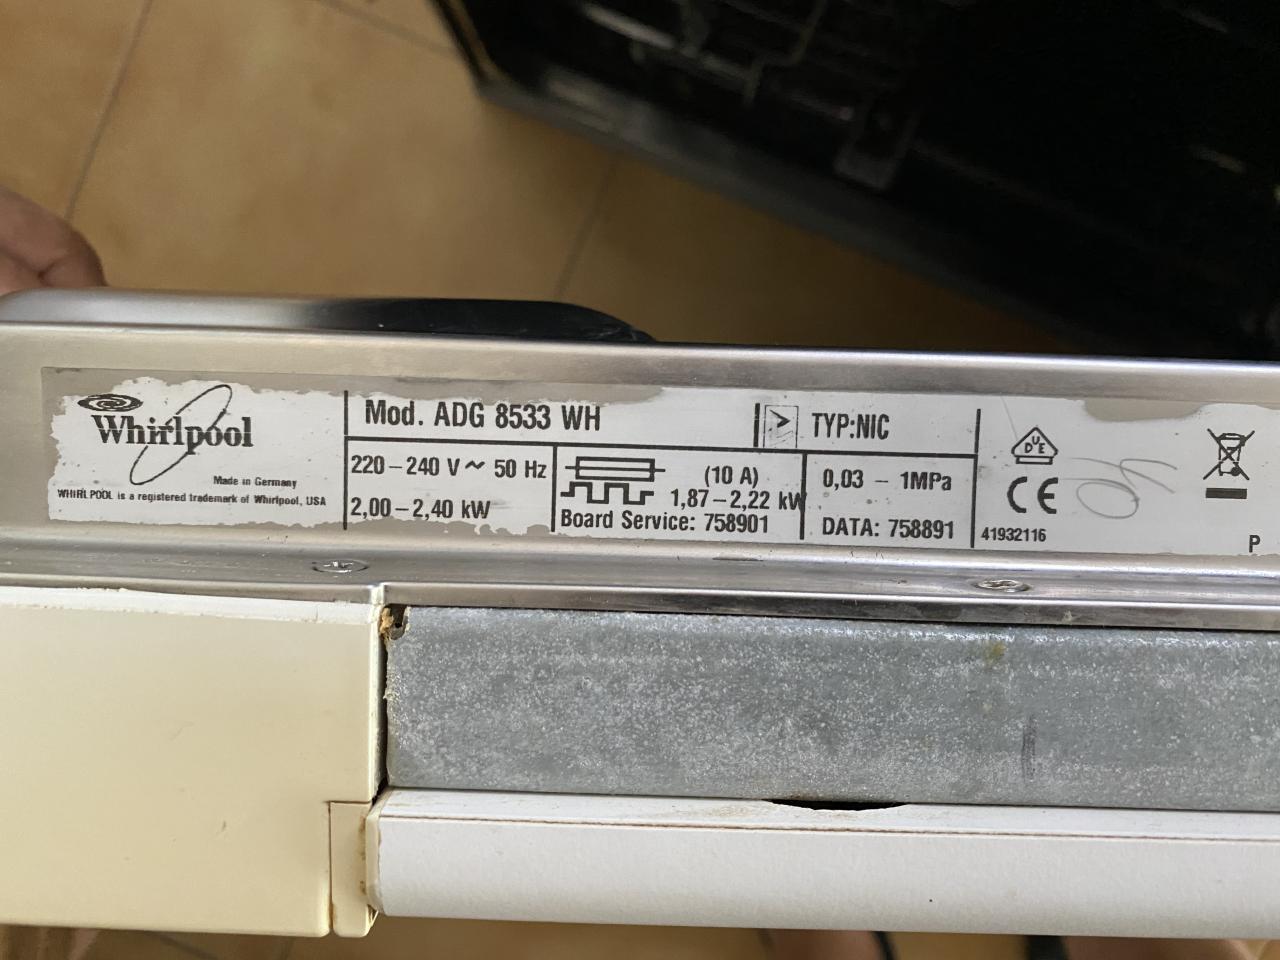 Whirlpool
Made in Germany
WHIRLPOOL is a registered trademark of Whirlpool, USA
Mod. ADG 8533 WH
> TYP:NIC
220–240 V ~ 50 Hz
2,00–2,40 kW
(10 A)
1,87–2,22 kW
Board Service: 758901
0,03 – 1MPa
DATA: 758891
DVE
CE
41932116
P